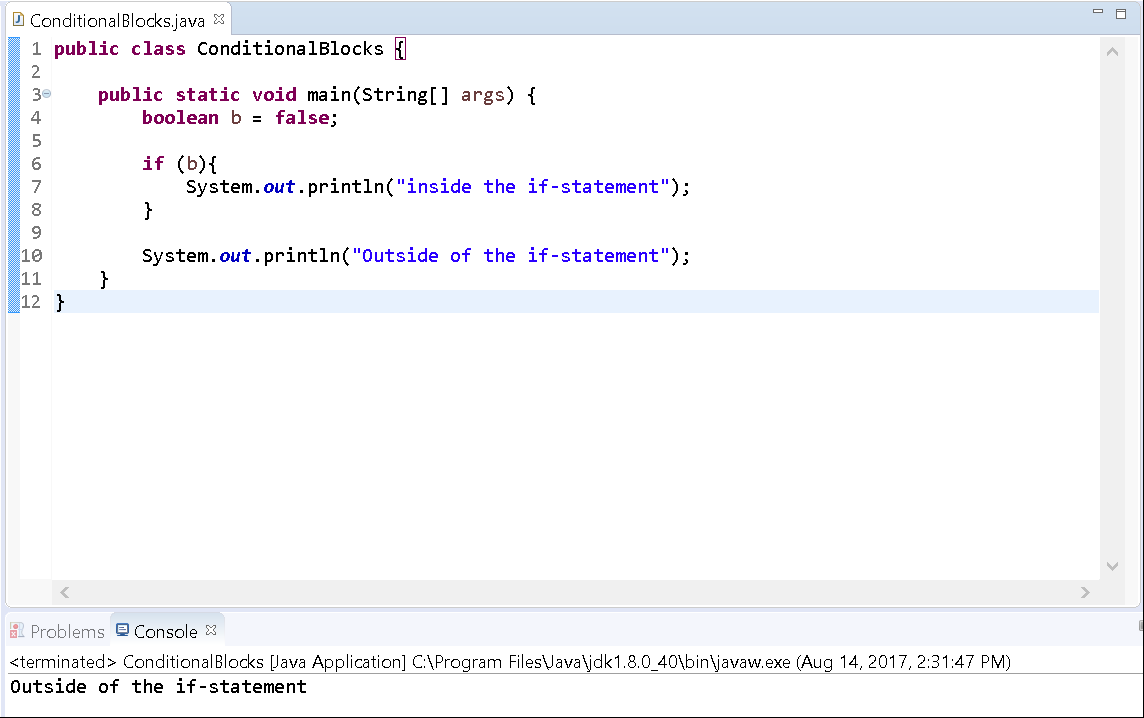 ConditionalBlocks.java
1 public class ConditionalBlocks {
2
3 public static void main(String[] args) {
4 boolean b = false;
5
6 if (b){
7 System.out.println("inside the if-statement");
8 }
9
10 System.out.println("Outside of the if-statement");
11 }
12 }
Problems Console
<terminated> ConditionalBlocks [Java Application] C:\Program Files\Java\jdk1.8.0_40\bin\javaw.exe (Aug 14, 2017, 2:31:47 PM)
Outside of the if-statement